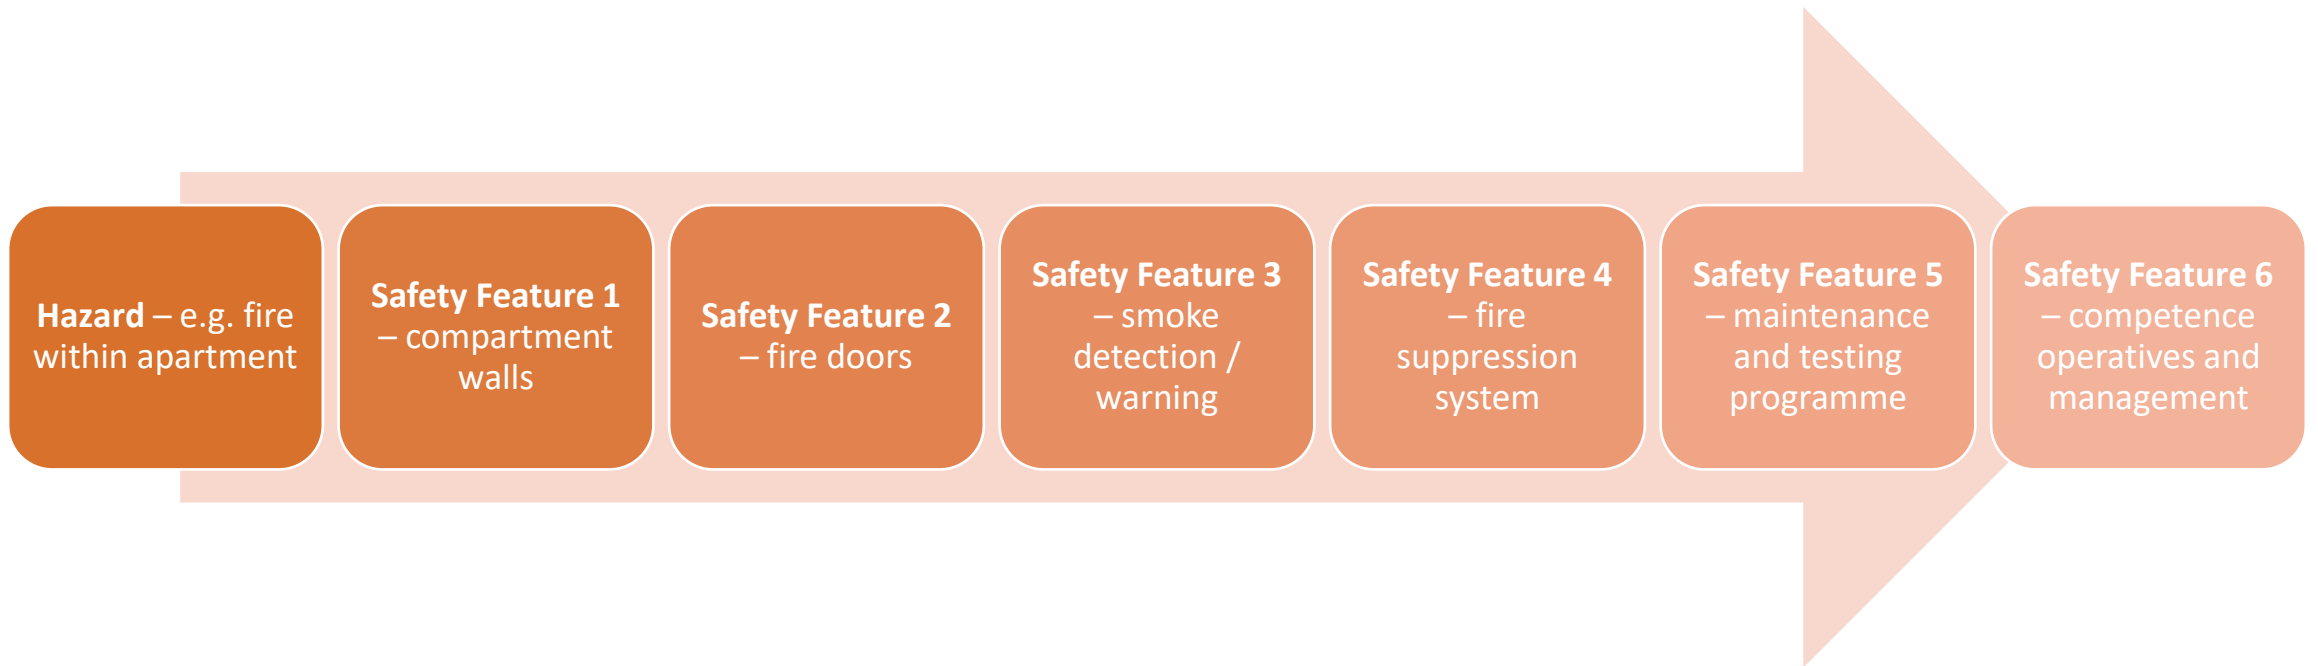 Hazard – e.g. fire
within apartment
Safety Feature 1
– compartment
walls
Safety Feature 2
– fire doors
Safety Feature 3
– smoke
detection /
warning
Safety Feature 4
– fire
suppression
system
Safety Feature 5
– maintenance
and testing
programme
Safety Feature 6
– competence
operatives and
management